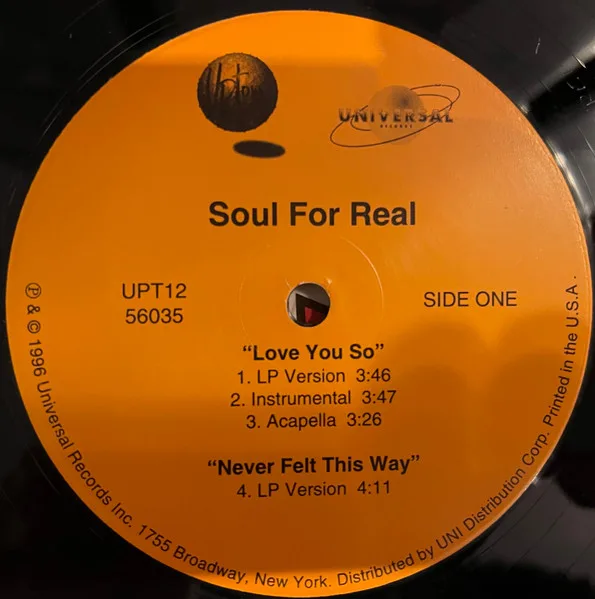 Uptown
UNIVERSAL
RECORDS
Soul For Real
UPT12
56035
SIDE ONE
“Love You So”
1. LP Version 3:46
2. Instrumental 3:47
3. Acapella 3:26
“Never Felt This Way”
4. LP Version 4:11
℗ & © 1996 Universal Records Inc. 1755 Broadway, New York. Distributed by UNI Distribution Corp. Printed in the U.S.A.